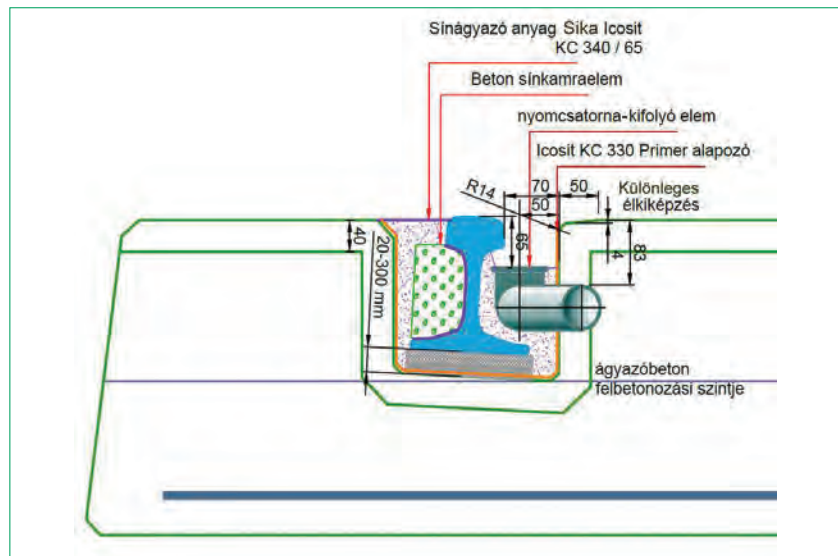 Sínágyazó anyag Sika Icosit
KC 340 / 65
Beton sínkamraelem
nyomcsatorna-kifolyó elem
Icosit KC 330 Primer alapozó
R14
70
50
50
Különleges
élkiképzés
40
20-300 mm
65
4
83
ágyazóbeton
felbetonozási szintje